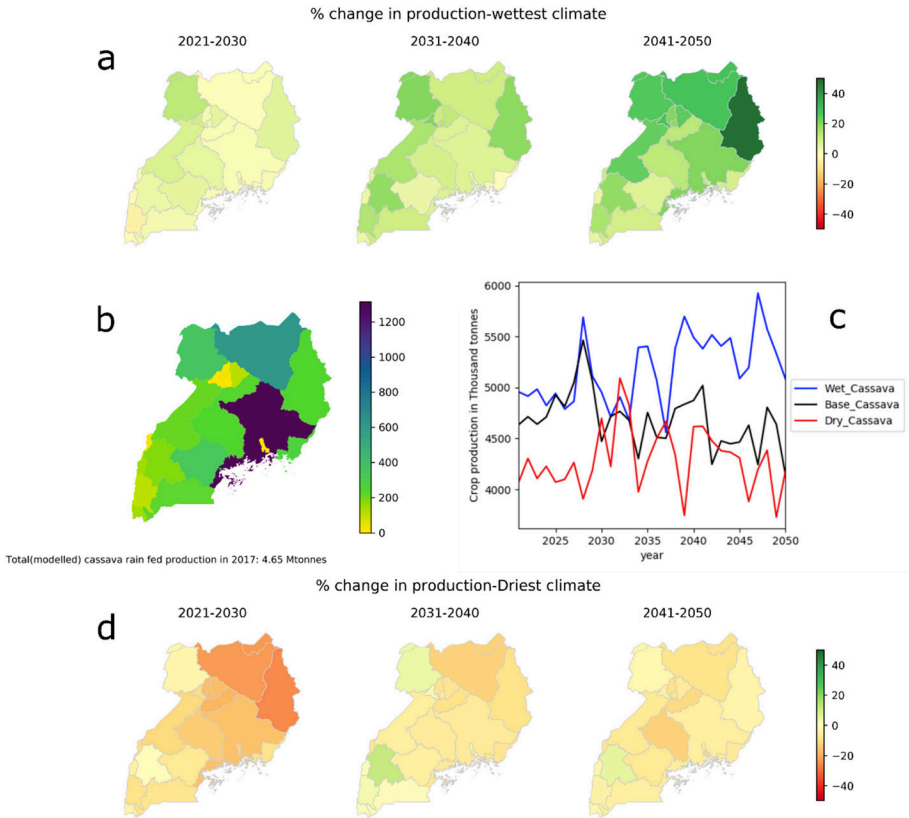 % change in production-wettest climate
a
2021-2030
2031-2040
2041-2050
40
20
0
−20
−40
b
1200
1000
800
600
400
200
0
Total(modelled) cassava rain fed production in 2017: 4.65 Mtonnes
c
Crop production in Thousand tonnes
6000
5500
5000
4500
4000
2025
2030
2035
2040
2045
2050
year
Wet_Cassava
Base_Cassava
Dry_Cassava
% change in production-Driest climate
d
2021-2030
2031-2040
2041-2050
40
20
0
−20
−40